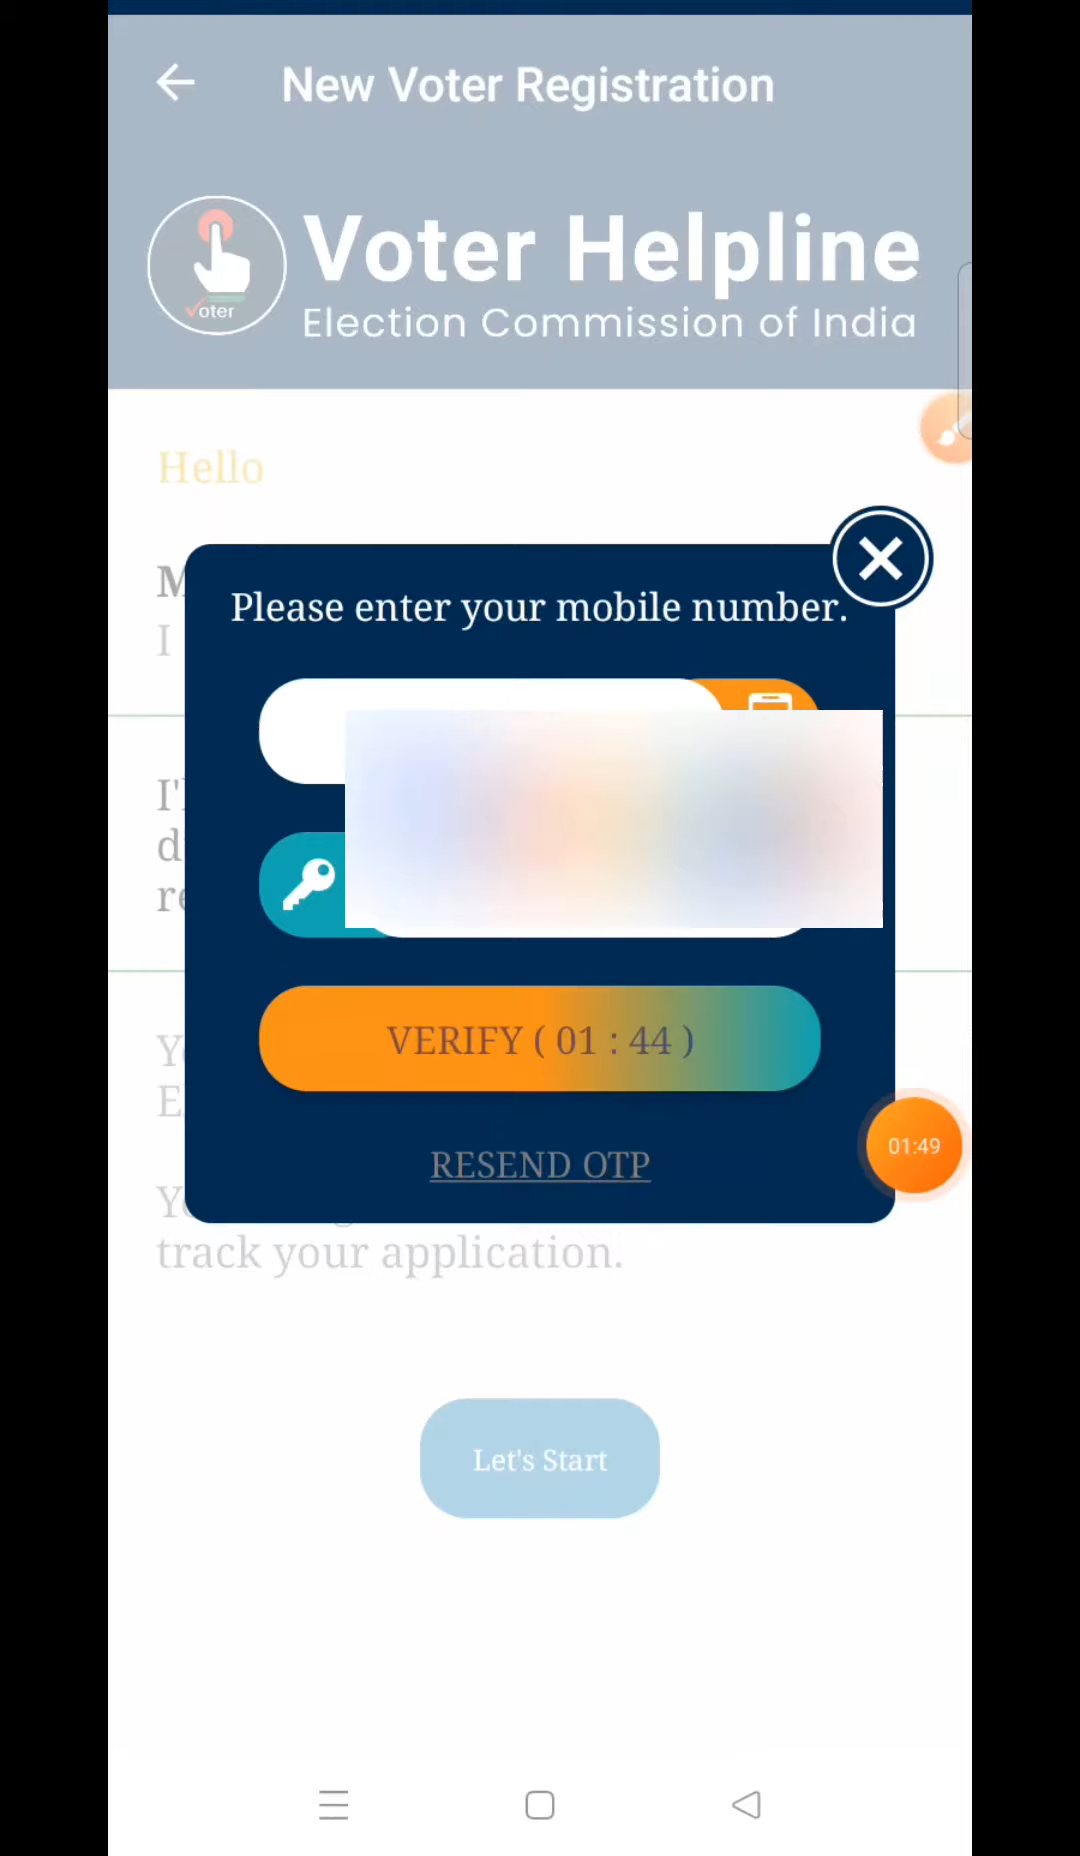 New Voter Registration
Voter Helpline
oter
Election Commission of India
Hello
Please enter your mobile number.
I
VERIFY ( 01 : 44 )
01:49
RESEND OTP
track your application.
Let's Start